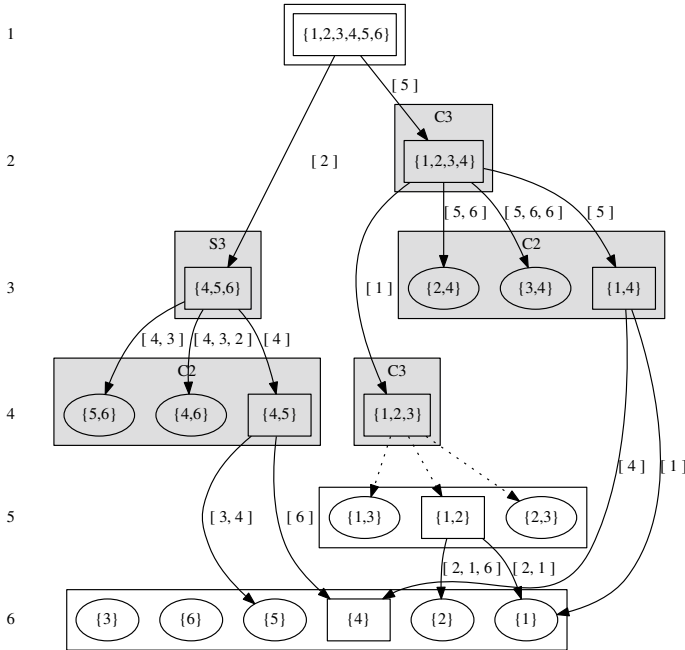 1
{1,2,3,4,5,6}
[ 5 ]
C3
2
{1,2,3,4}
[ 2 ]
[ 5, 6 ]
[ 5, 6, 6 ]
[ 5 ]
S3
C2
3
{4,5,6}
[ 1 ]
{2,4}
{3,4}
{1,4}
[ 4, 3 ]
[ 4, 3, 2 ]
[ 4 ]
C2
C3
4
{5,6}
{4,6}
{4,5}
{1,2,3}
[ 4 ]
[ 1 ]
5
[ 3, 4 ]
[ 6 ]
{1,3}
{1,2}
{2,3}
[ 2, 1, 6 ]
[ 2, 1 ]
6
{3}
{6}
{5}
{4}
{2}
{1}